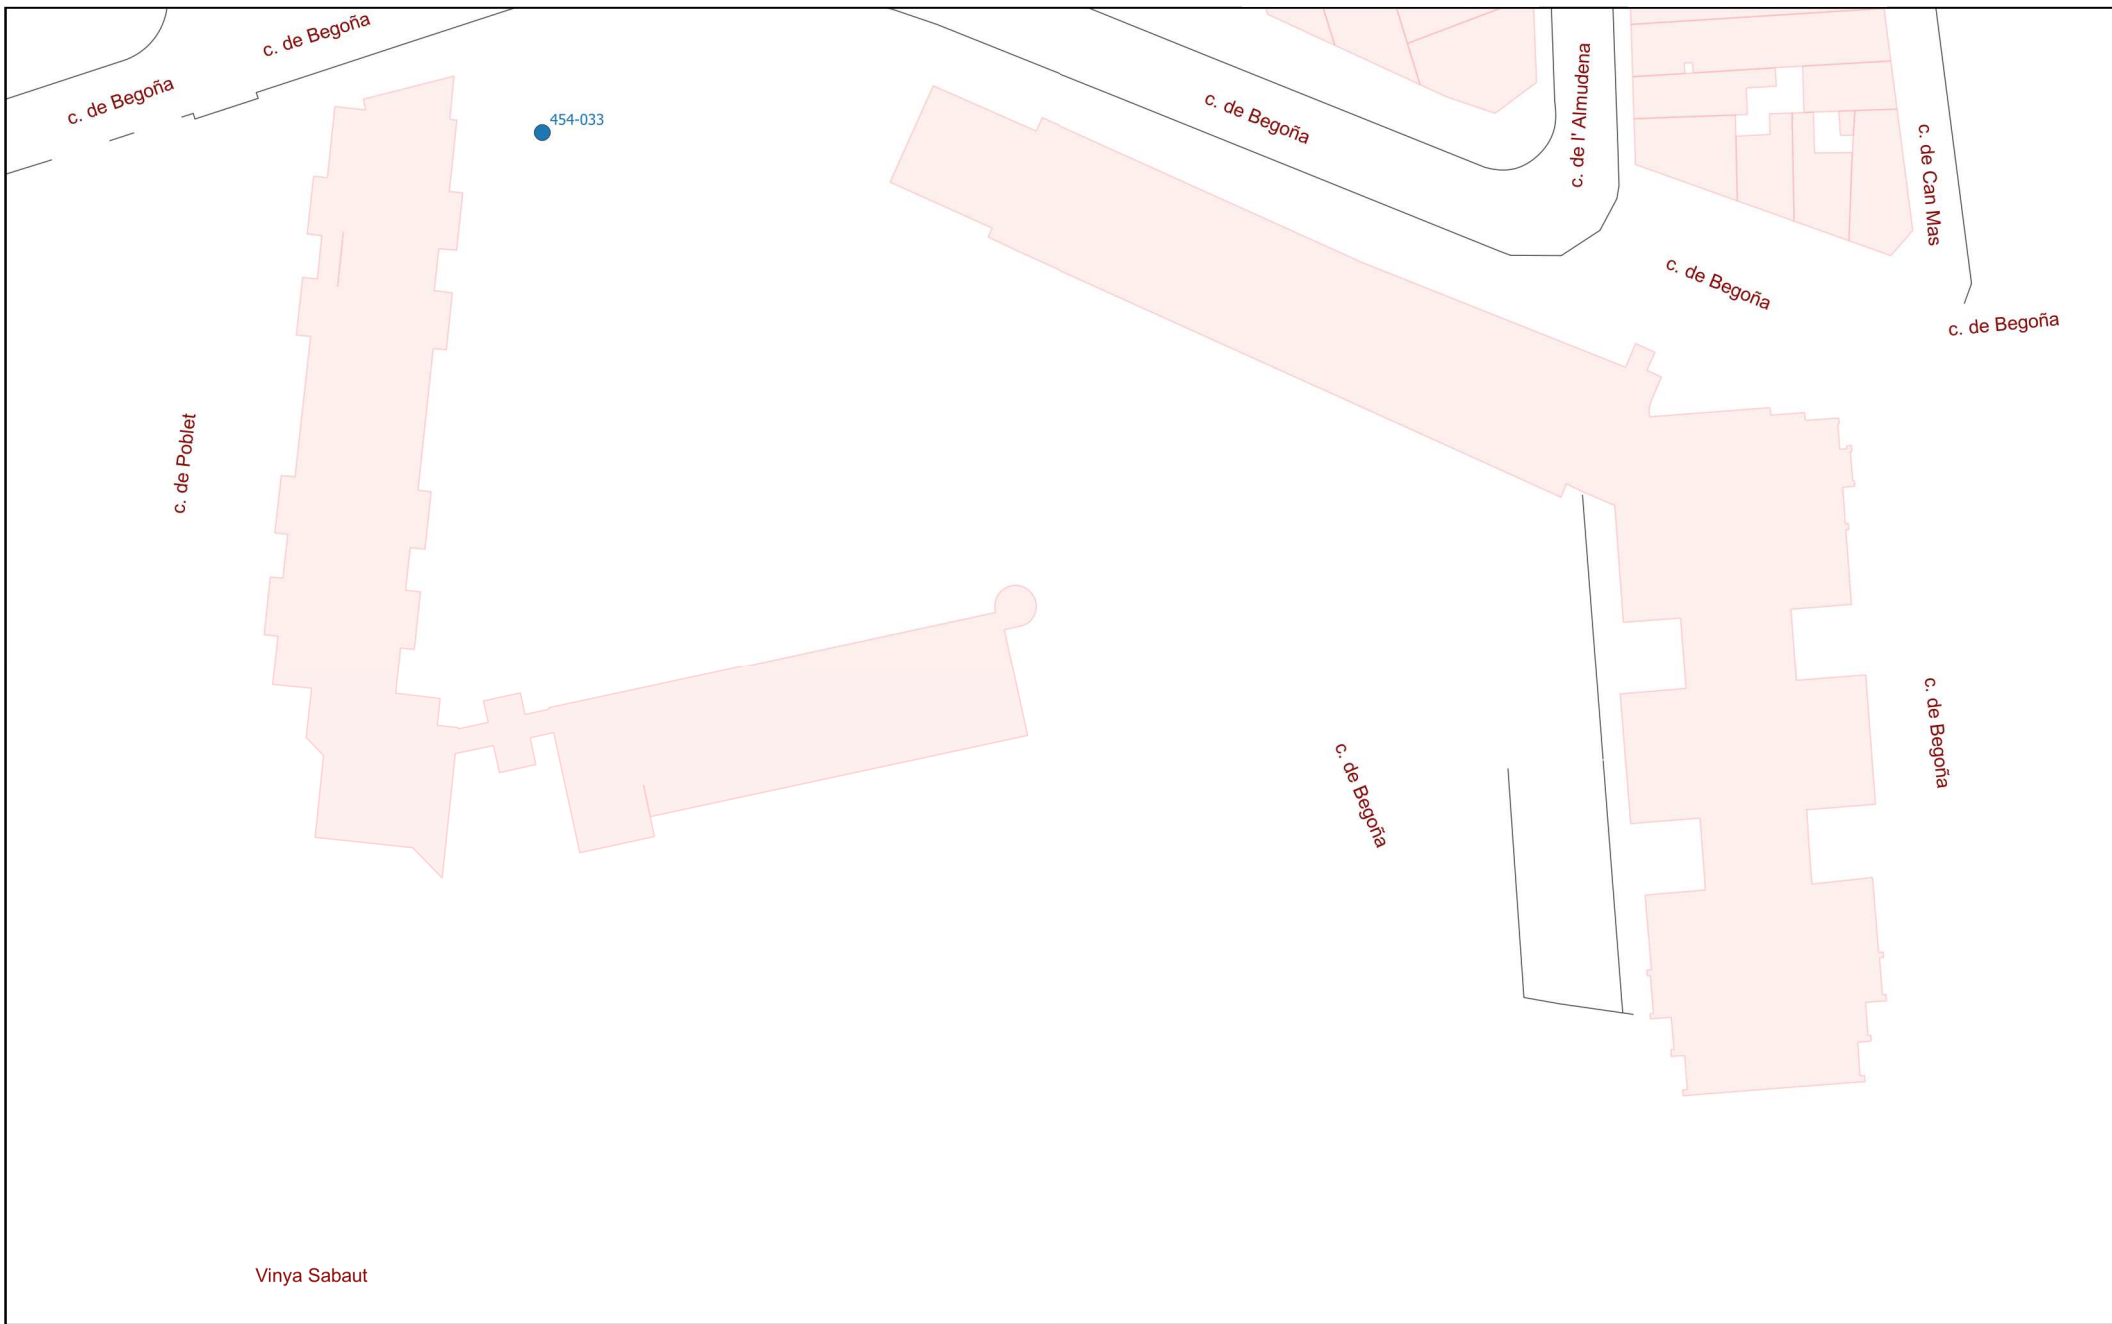 c. de Begoña
c. de Begoña
454-033
c. de Begoña
c. de l' Almudena
c. de Can Mas
c. de Begoña
c. de Begoña
c. de Poblet
c. de Begoña
c. de Begoña
Vinya Sabaut